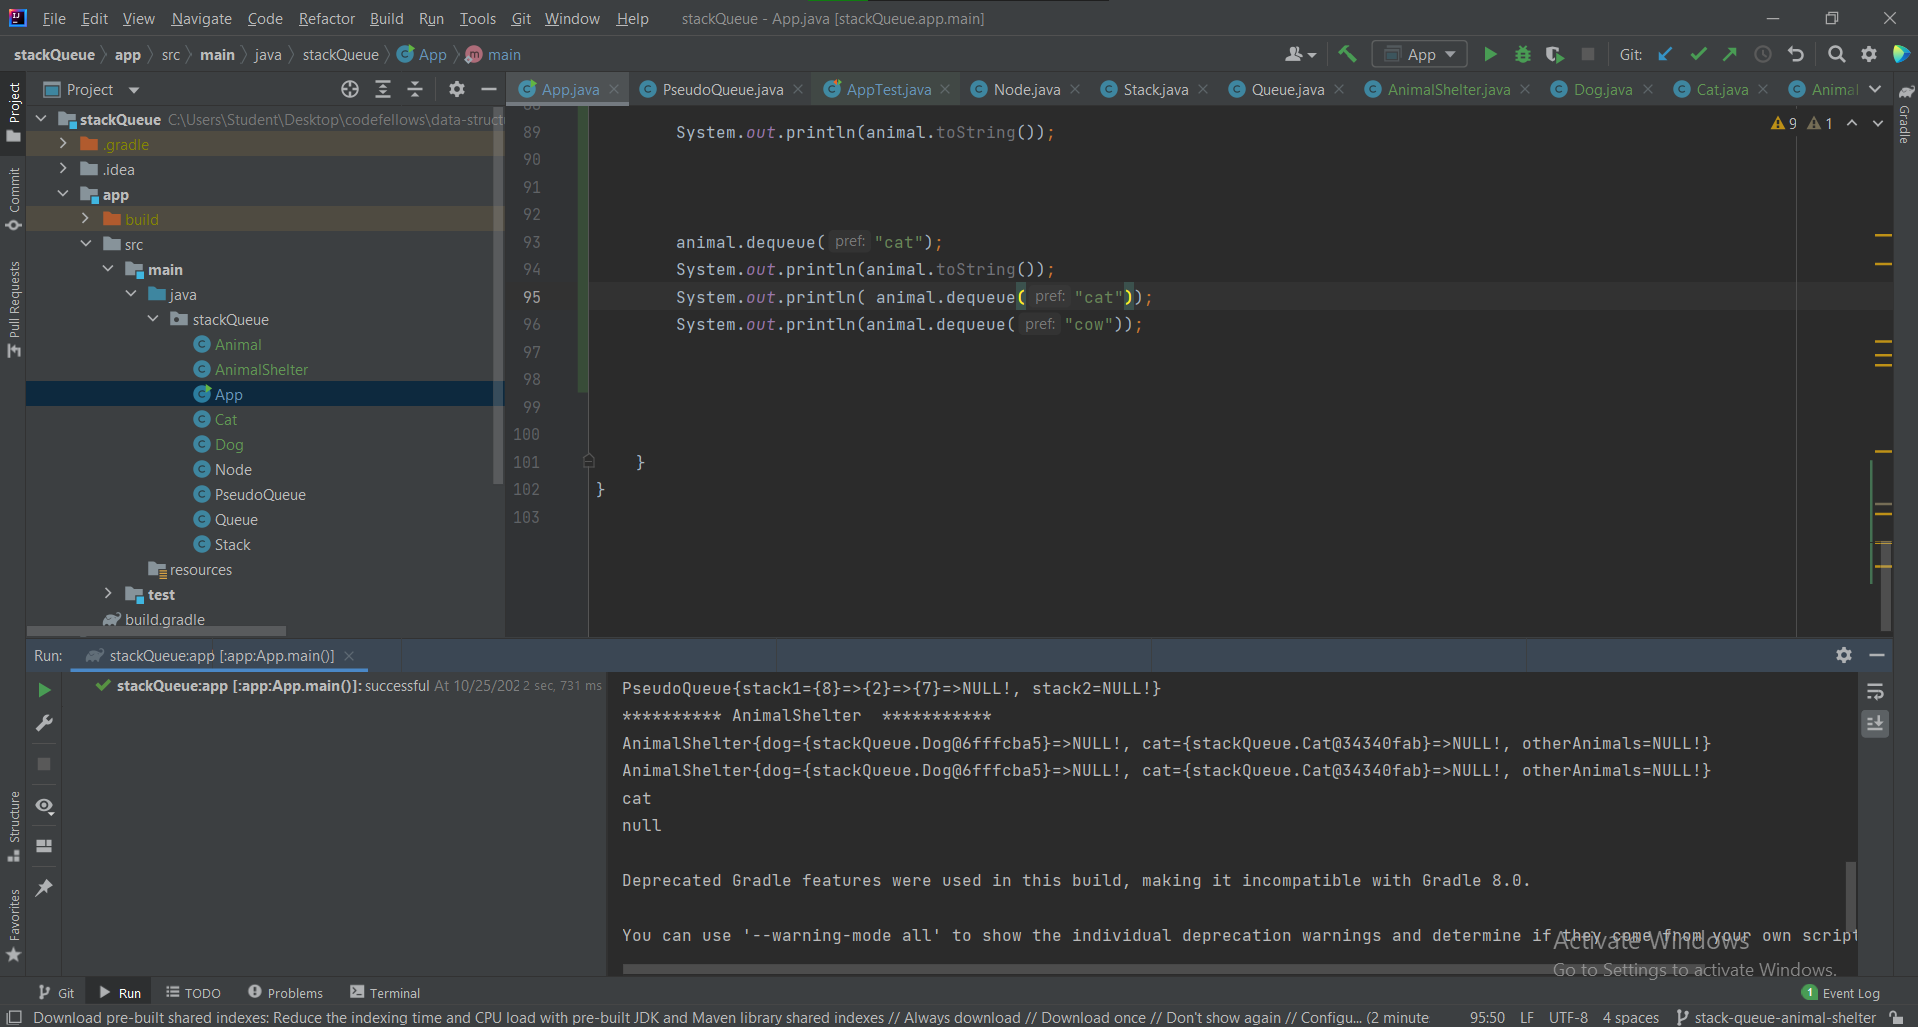 File Edit View Navigate Code Refactor Build Run Tools Git Window Help stackQueue - App.java [stackQueue.app.main]
stackQueue app src main java stackQueue App main App Git:
Project App.java PseudoQueue.java AppTest.java Node.java Stack.java Queue.java AnimalShelter.java Dog.java Cat.java Animal
Project
Commit
Pull Requests
Structure
Favorites
Gradle
stackQueue C:\Users\Student\Desktop\codefellows\data-struct
.gradle
.idea
app
build
src
main
java
stackQueue
Animal
AnimalShelter
App
Cat
Dog
Node
PseudoQueue
Queue
Stack
resources
test
build.gradle
9 1
89 System.out.println(animal.toString());
90
91
92
93 animal.dequeue( pref: "cat");
94 System.out.println(animal.toString());
95 System.out.println( animal.dequeue( pref: "cat"));
96 System.out.println(animal.dequeue( pref: "cow"));
97
98
99
100
101 }
102 }
103
Run: stackQueue:app [:app:App.main()]
stackQueue:app [:app:App.main()]: successful At 10/25/202 2 sec, 731 ms
PseudoQueue{stack1={8}=>{2}=>{7}=>NULL!, stack2=NULL!}
********** AnimalShelter ***********
AnimalShelter{dog={stackQueue.Dog@6fffcba5}=>NULL!, cat={stackQueue.Cat@34340fab}=>NULL!, otherAnimals=NULL!}
AnimalShelter{dog={stackQueue.Dog@6fffcba5}=>NULL!, cat={stackQueue.Cat@34340fab}=>NULL!, otherAnimals=NULL!}
cat
null
Deprecated Gradle features were used in this build, making it incompatible with Gradle 8.0.
You can use '--warning-mode all' to show the individual deprecation warnings and determine if they come from your own script
Activate Windows
Go to Settings to activate Windows.
Git Run TODO Problems Terminal 1 Event Log
Download pre-built shared indexes: Reduce the indexing time and CPU load with pre-built JDK and Maven library shared indexes // Always download // Download once // Don't show again // Configu... (2 minute 95:50 LF UTF-8 4 spaces stack-queue-animal-shelter